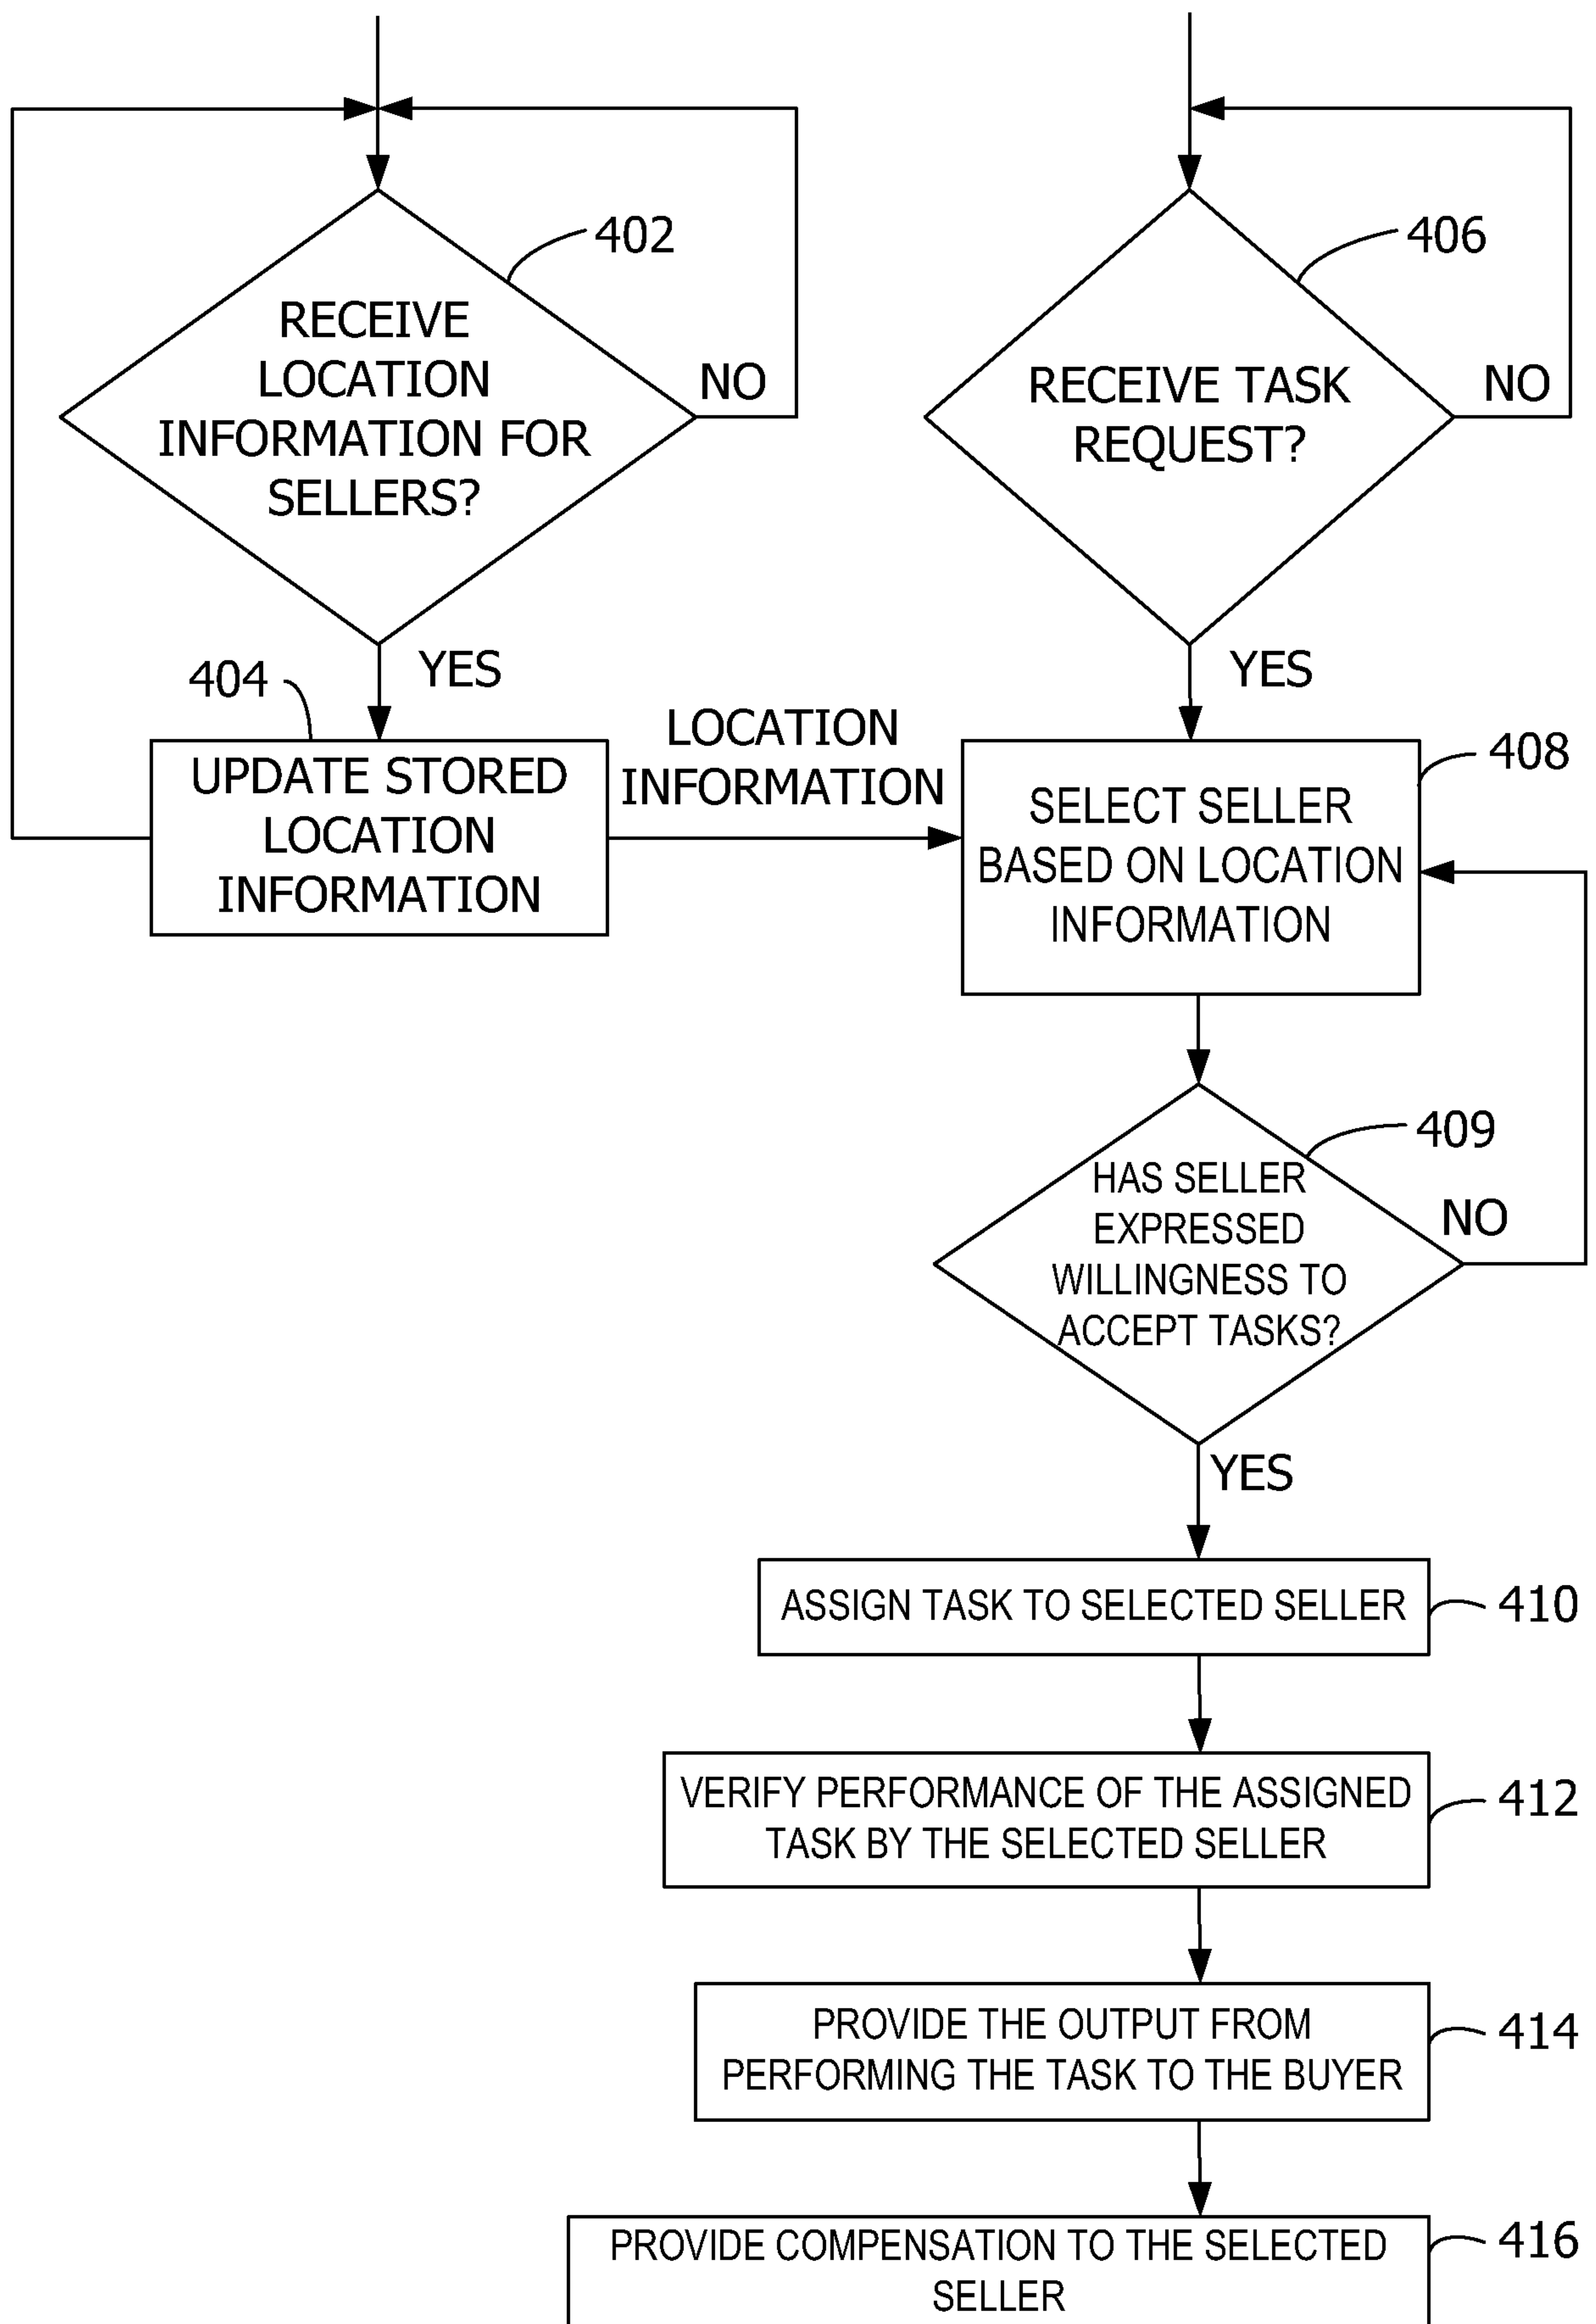 402
RECEIVE
LOCATION
INFORMATION FOR
SELLERS?
NO
YES
404
UPDATE STORED
LOCATION
INFORMATION
LOCATION
INFORMATION
406
RECEIVE TASK
REQUEST?
NO
YES
408
SELECT SELLER
BASED ON LOCATION
INFORMATION
409
HAS SELLER
EXPRESSED
WILLINGNESS TO
ACCEPT TASKS?
NO
YES
ASSIGN TASK TO SELECTED SELLER
410
VERIFY PERFORMANCE OF THE ASSIGNED
TASK BY THE SELECTED SELLER
412
PROVIDE THE OUTPUT FROM
PERFORMING THE TASK TO THE BUYER
414
PROVIDE COMPENSATION TO THE SELECTED
SELLER
416